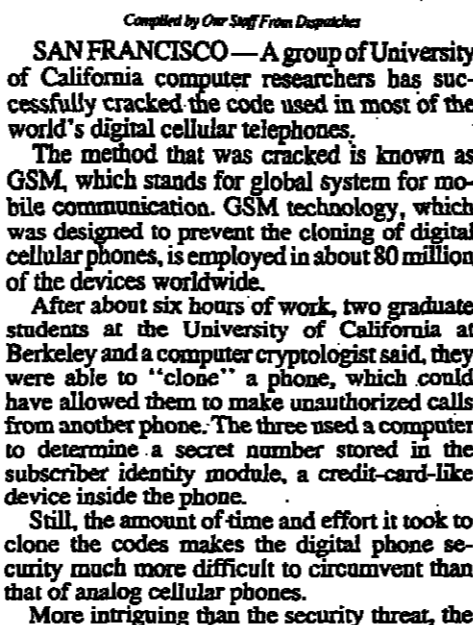 Compiled by Our Staff From Dispatches
SAN FRANCISCO — A group of University
of California computer researchers has suc-
cessfully cracked the code used in most of the
world's digital cellular telephones.
The method that was cracked is known as
GSM, which stands for global system for mo-
bile communication. GSM technology, which
was designed to prevent the cloning of digital
cellular phones, is employed in about 80 million
of the devices worldwide.
After about six hours of work, two graduate
students at the University of California at
Berkeley and a computer cryptologist said, they
were able to "clone" a phone, which could
have allowed them to make unauthorized calls
from another phone. The three used a computer
to determine a secret number stored in the
subscriber identity module, a credit-card-like
device inside the phone.
Still, the amount of time and effort it took to
clone the codes makes the digital phone se-
curity much more difficult to circumvent than
that of analog cellular phones.
More intriguing than the security threat, the